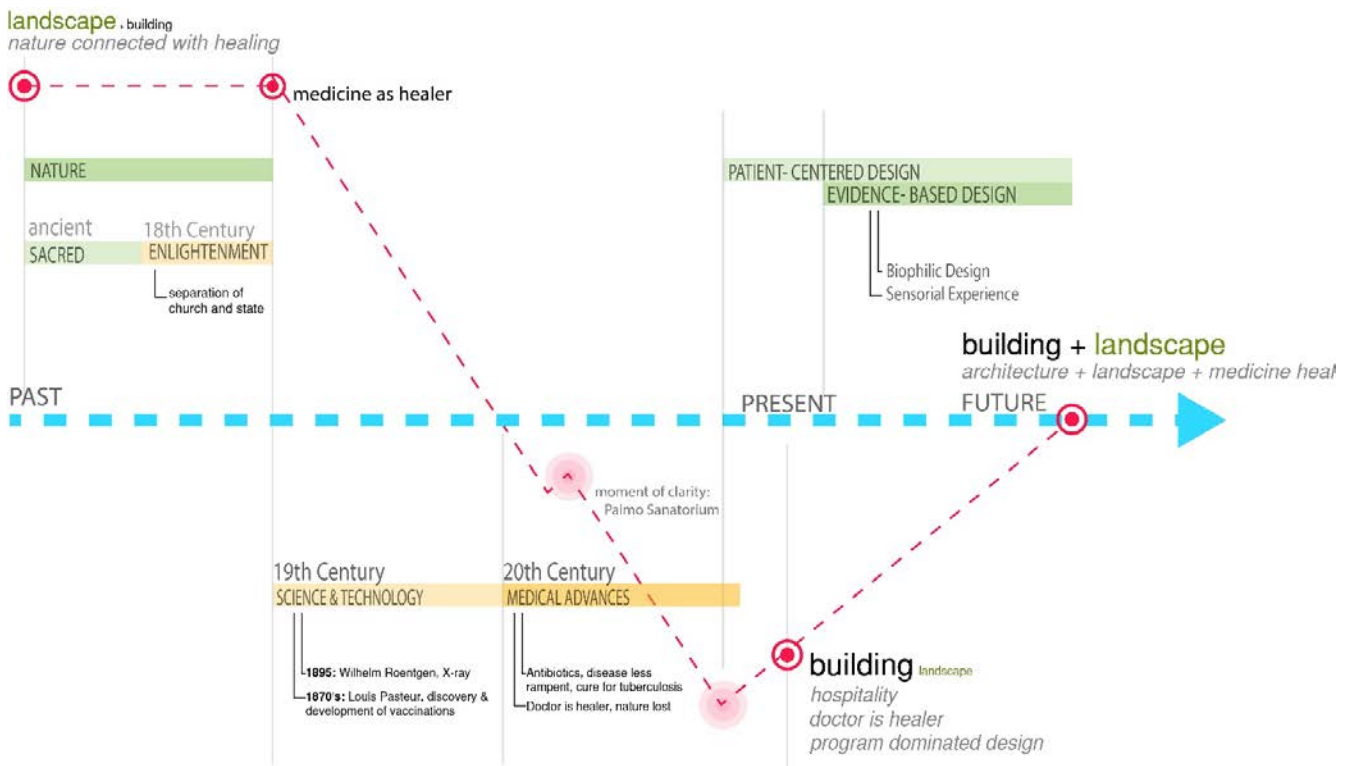 landscape . building
nature connected with healing
medicine as healer
NATURE
ancient
SACRED
18th Century
ENLIGHTENMENT
separation of
church and state
PATIENT- CENTERED DESIGN
EVIDENCE- BASED DESIGN
Biophilic Design
Sensorial Experience
building + landscape
architecture + landscape + medicine heal
PAST
PRESENT
FUTURE
moment of clarity:
Palmo Sanatorium
19th Century
SCIENCE & TECHNOLOGY
1895: Wilhelm Roentgen, X-ray
1870's: Louis Pasteur, discovery &
development of vaccinations
20th Century
MEDICAL ADVANCES
Antibiotics, disease less
rampent, cure for tuberculosis
Doctor is healer, nature lost
building landscape
hospitality
doctor is healer
program dominated design